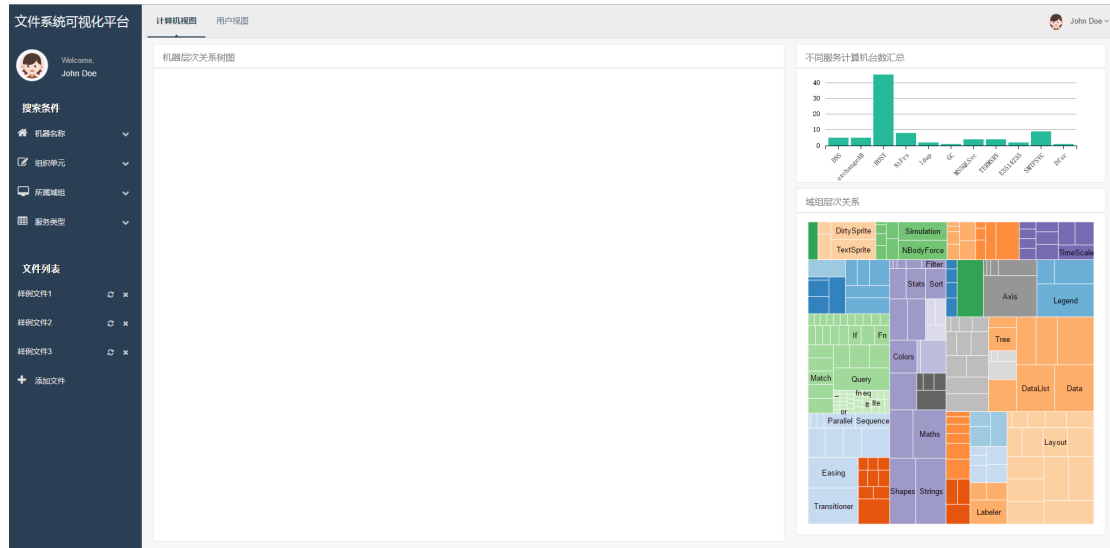 文件系统可视化平台
计算机视图 用户视图
John Doe
Welcome,
John Doe
搜索条件
机器名称
组织单元
所属域组
服务类型
文件列表
样例文件1
样例文件2
样例文件3
添加文件
机器层次关系树图
不同服务计算机台数汇总
40
30
20
10
0
DNS
exchangeAB
HOST
NtFrs
ldap
GC
MSSQLSvc
TERMSRV
E3514235
SMTPSVC
Dfsr
域组层次关系
DirtySprite
Simulation
TextSprite
NBodyForce
TimeScale
Filter
Stats
Sort
Axis
Legend
If
Fn
Tree
Colors
Match
Query
DataList
Data
fn
eq
lt
lte
or
Parallel
Sequence
Maths
Layout
Easing
Shapes
Strings
Transitioner
Labeler